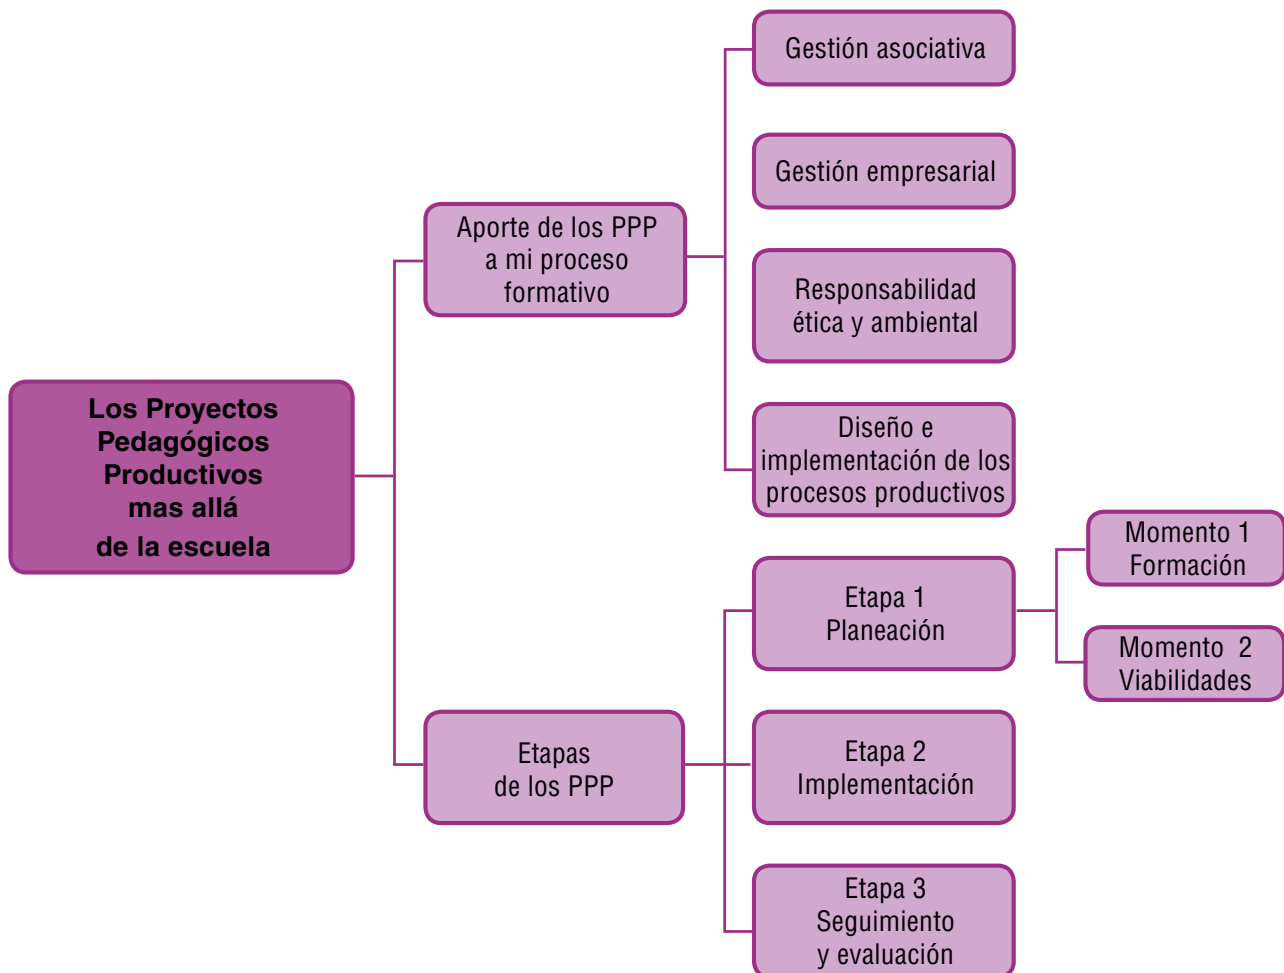 Los Proyectos
Pedagógicos
Productivos
mas allá
de la escuela
Aporte de los PPP
a mi proceso
formativo
Gestión asociativa
Gestión empresarial
Responsabilidad
ética y ambiental
Diseño e
implementación de los
procesos productivos
Etapas
de los PPP
Etapa 1
Planeación
Momento 1
Formación
Momento 2
Viabilidades
Etapa 2
Implementación
Etapa 3
Seguimiento
y evaluación